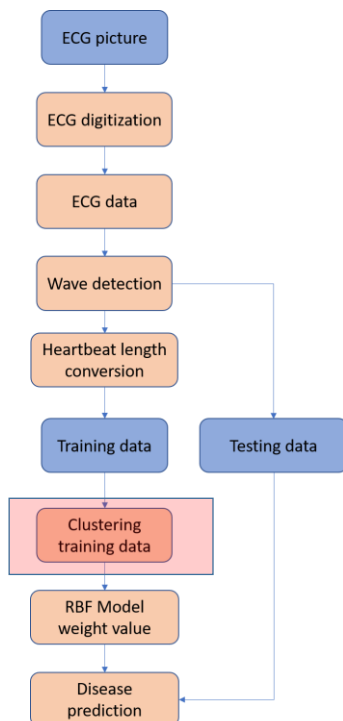 ECG picture
ECG digitization
ECG data
Wave detection
Heartbeat length
conversion
Training data
Testing data
Clustering
training data
RBF Model
weight value
Disease
prediction